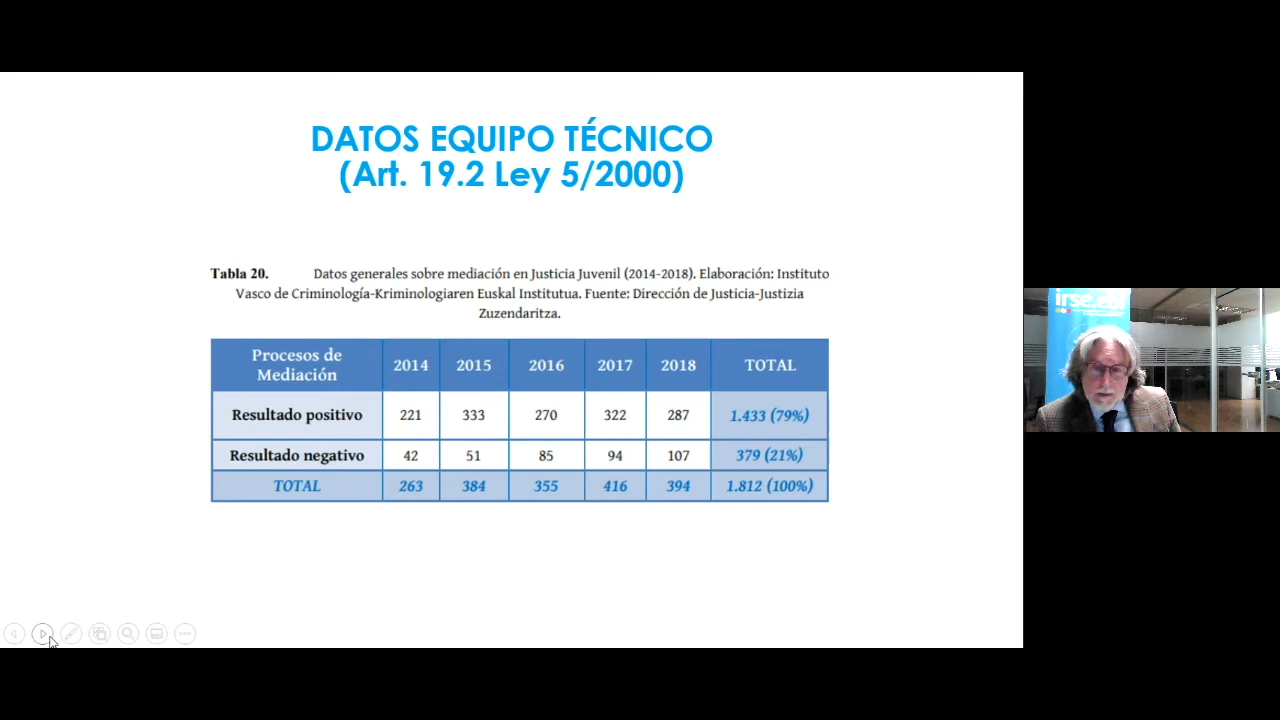 DATOS EQUIPO TÉCNICO
(Art. 19.2 Ley 5/2000)
Tabla 20. Datos generales sobre mediación en Justicia Juvenil (2014-2018). Elaboración: Instituto
Vasco de Criminología-Kriminologiaren Euskal Institutua. Fuente: Dirección de Justicia-Justizia
Zuzendaritza.
Procesos de
Mediación 2014 2015 2016 2017 2018 TOTAL
Resultado positivo 221 333 270 322 287 1.433 (79%)
Resultado negativo 42 51 85 94 107 379 (21%)
TOTAL 263 384 355 416 394 1.812 (100%)
irse.ebi